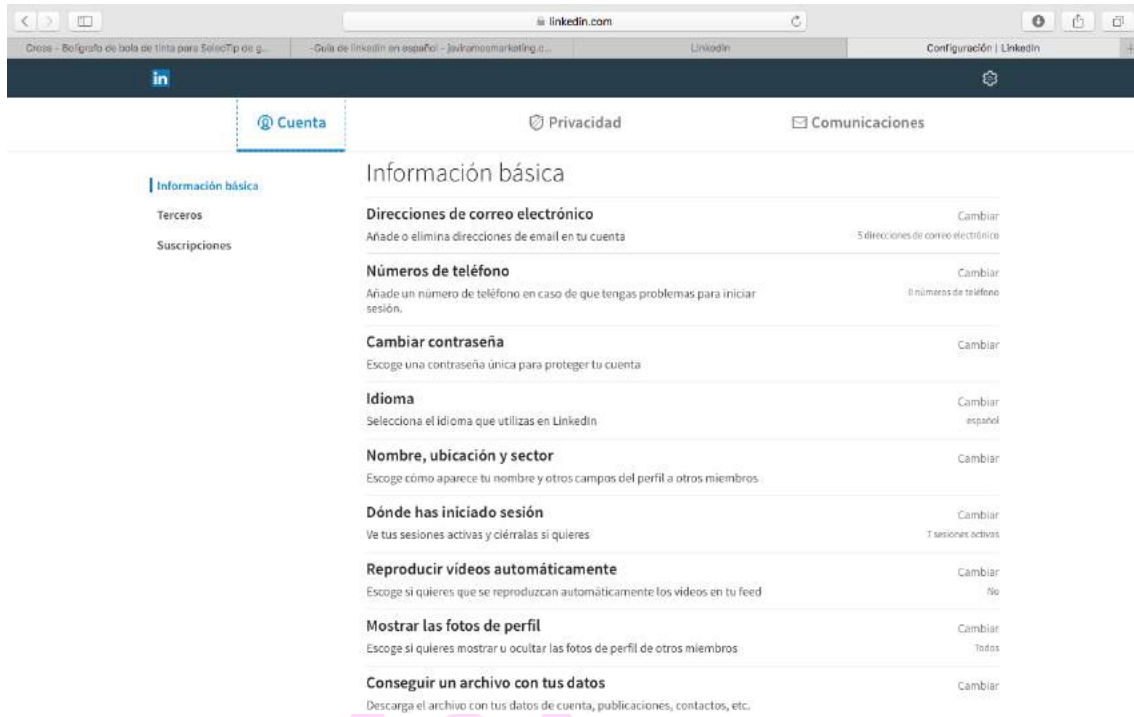 linkedin.com
Cross - Bolígrafo de bola de tinta para SelecTip de g...
-Guía de linkedin en español - javiramosmarketing.c...
LinkedIn
Configuración | LinkedIn
in
Cuenta
Privacidad
Comunicaciones
Información básica
Terceros
Suscripciones
Información básica
Direcciones de correo electrónico
Cambiar
Añade o elimina direcciones de email en tu cuenta
5 direcciones de correo electrónico
Números de teléfono
Cambiar
Añade un número de teléfono en caso de que tengas problemas para iniciar
sesión.
0 números de teléfono
Cambiar contraseña
Cambiar
Escoge una contraseña única para proteger tu cuenta
Idioma
Cambiar
Selecciona el idioma que utilizas en LinkedIn
español
Nombre, ubicación y sector
Cambiar
Escoge cómo aparece tu nombre y otros campos del perfil a otros miembros
Dónde has iniciado sesión
Cambiar
Ve tus sesiones activas y ciérralas si quieres
7 sesiones activas
Reproducir vídeos automáticamente
Cambiar
Escoge si quieres que se reproduzcan automáticamente los vídeos en tu feed
No
Mostrar las fotos de perfil
Cambiar
Escoge si quieres mostrar u ocultar las fotos de perfil de otros miembros
Todos
Conseguir un archivo con tus datos
Cambiar
Descarga el archivo con tus datos de cuenta, publicaciones, contactos, etc.